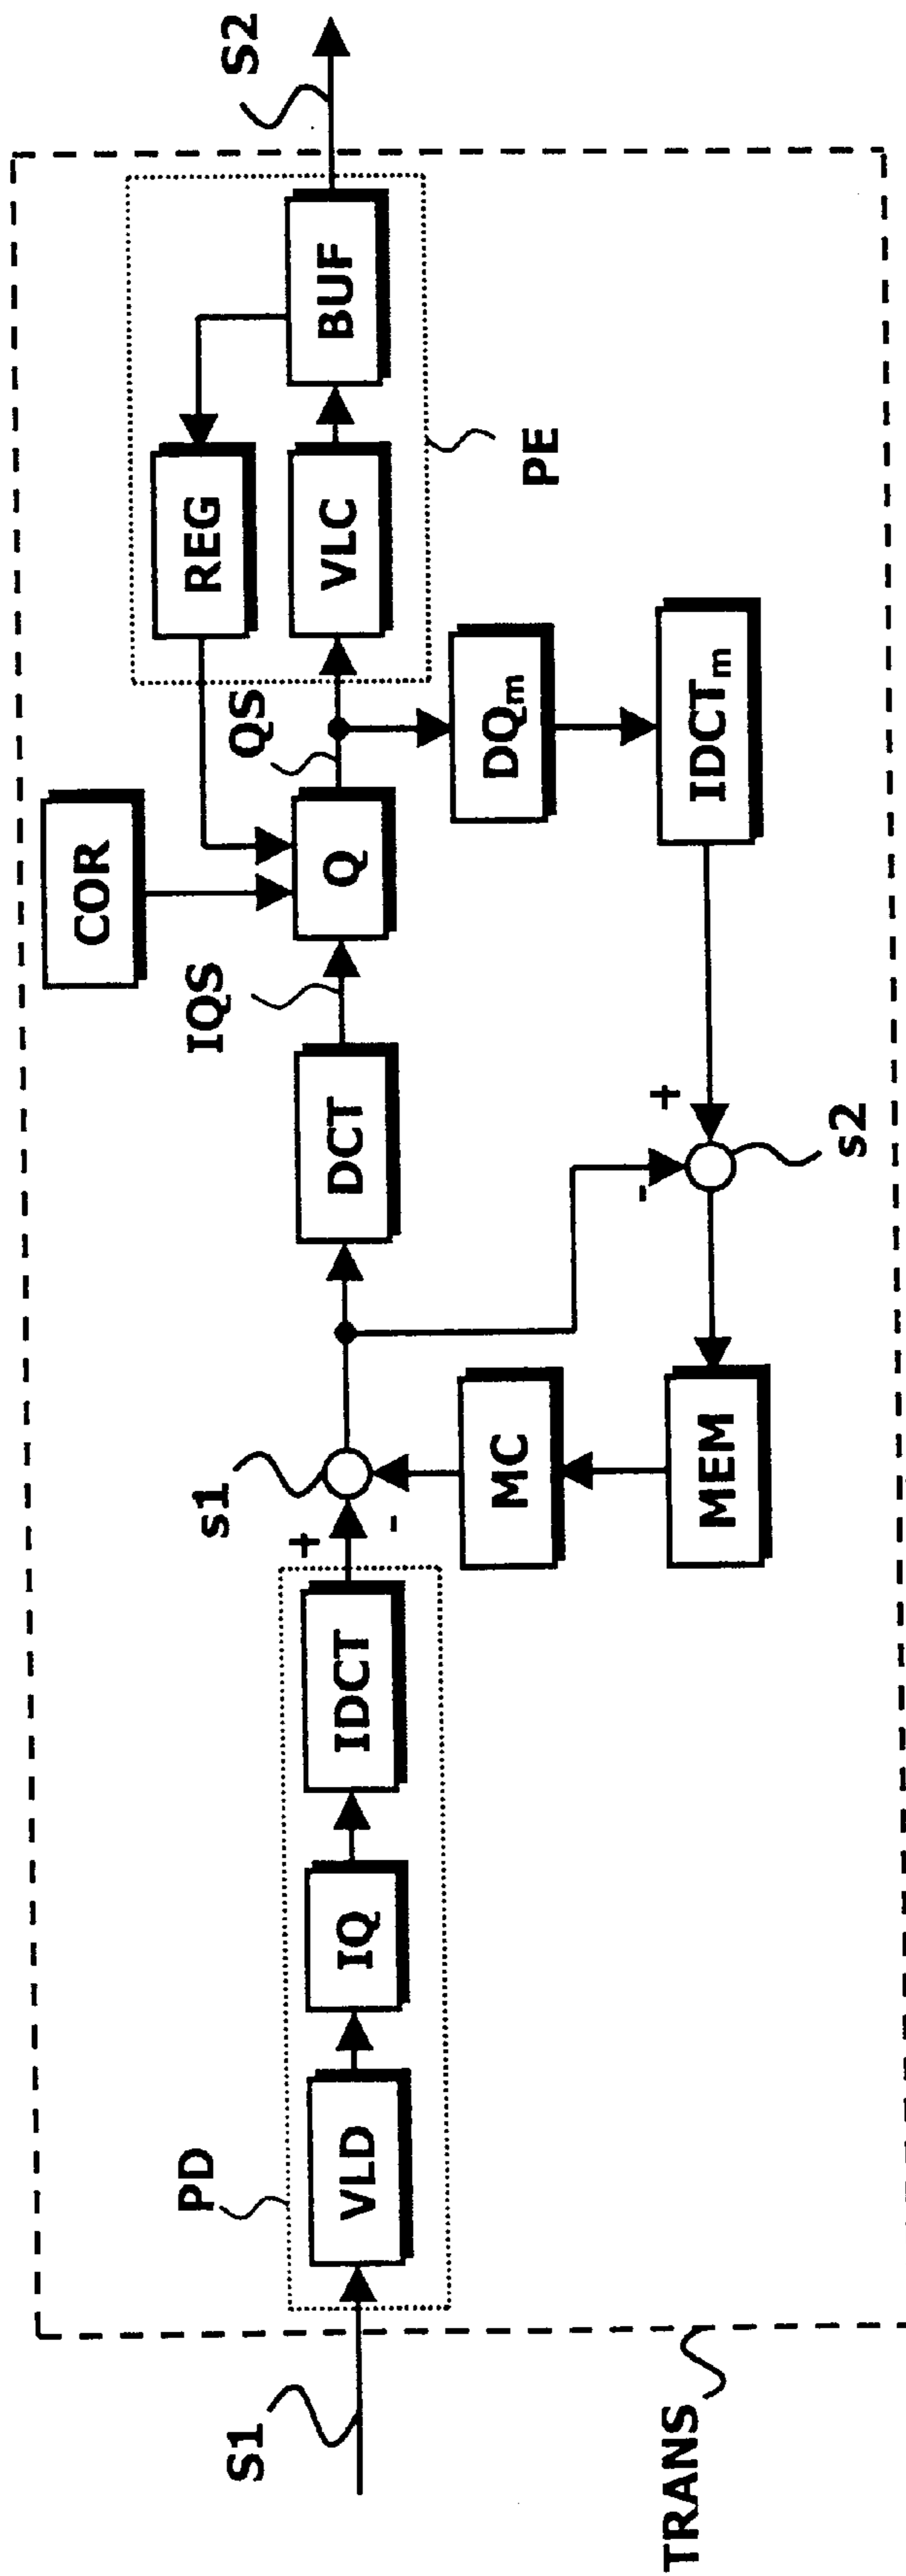 S1
TRANS
PD
VLD
IQ
IDCT
s1
+
-
MC
MEM
DCT
IQS
COR
Q
QS
REG
VLC
BUF
PE
S2
DQm
IDCTm
+
-
s2